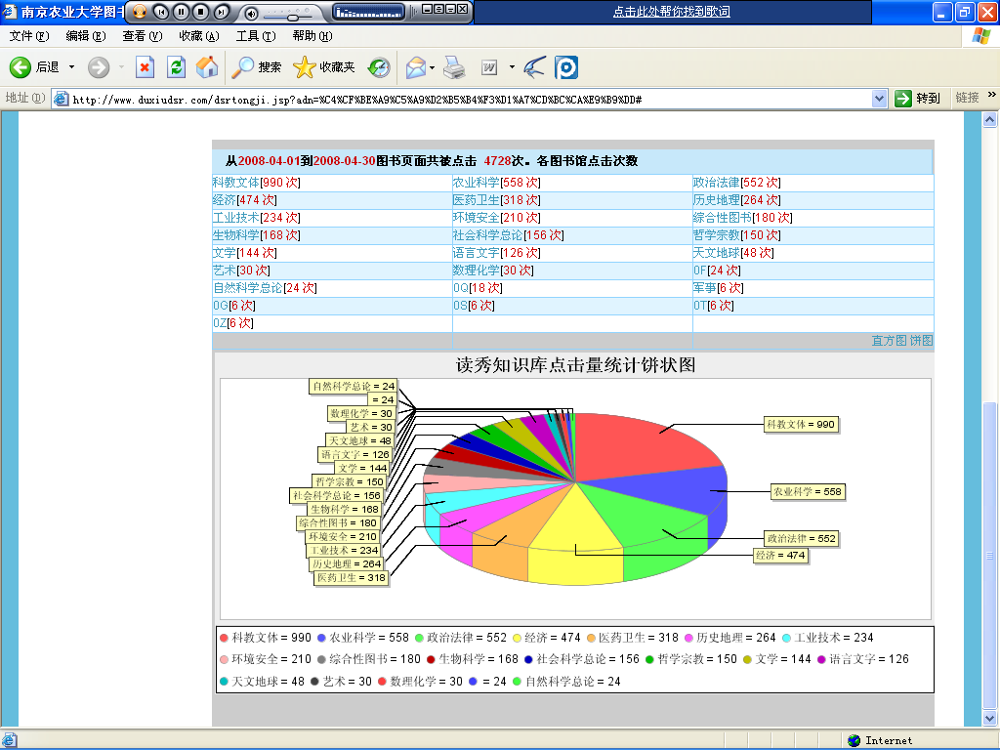 南京农业大学图书
点击此处帮你找到歌词
文件(F) 编辑(E) 查看(V) 收藏(A) 工具(T) 帮助(H)
后退 搜索 收藏夹
地址(D) http://www.duxiudsr.com/dsrtongji.jsp?adn=%C4%CF%BE%A9%C5%A9%D2%B5%B4%F3%D1%A7%CD%BC%CA%E9%B9%DD# 转到 链接 »
从2008-04-01到2008-04-30图书页面共被点击 4728次。各图书馆点击次数
科教文体[990 次] 农业科学[558 次] 政治法律[552 次]
经济[474 次] 医药卫生[318 次] 历史地理[264 次]
工业技术[234 次] 环境安全[210 次] 综合性图书[180 次]
生物科学[168 次] 社会科学总论[156 次] 哲学宗教[150 次]
文学[144 次] 语言文字[126 次] 天文地球[48 次]
艺术[30 次] 数理化学[30 次] 0F[24 次]
自然科学总论[24 次] 0Q[18 次] 军事[6 次]
0G[6 次] 0S[6 次] 0T[6 次]
0Z[6 次]
直方图 饼图
读秀知识库点击量统计饼状图
自然科学总论 = 24
= 24
数理化学 = 30
艺术 = 30
天文地球 = 48
语言文字 = 126
文学 = 144
哲学宗教 = 150
社会科学总论 = 156
生物科学 = 168
综合性图书 = 180
环境安全 = 210
工业技术 = 234
历史地理 = 264
医药卫生 = 318
科教文体 = 990
农业科学 = 558
政治法律 = 552
经济 = 474
科教文体 = 990 农业科学 = 558 政治法律 = 552 经济 = 474 医药卫生 = 318 历史地理 = 264 工业技术 = 234
环境安全 = 210 综合性图书 = 180 生物科学 = 168 社会科学总论 = 156 哲学宗教 = 150 文学 = 144 语言文字 = 126
天文地球 = 48 艺术 = 30 数理化学 = 30 = 24 自然科学总论 = 24
Internet